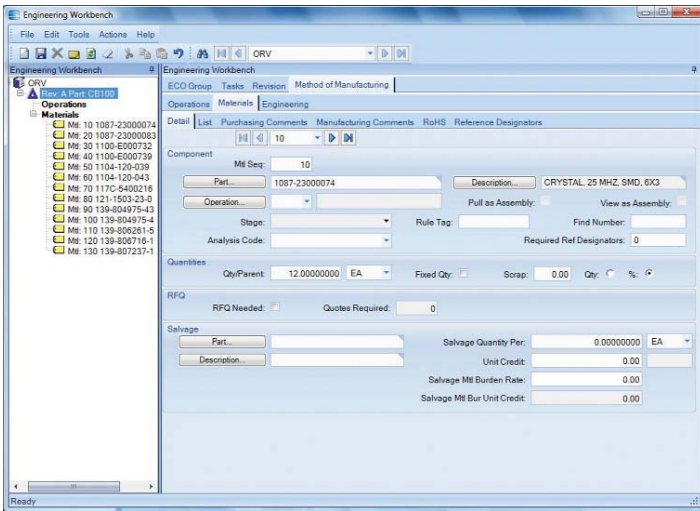 Engineering Workbench
File Edit Tools Actions Help
ORV
Engineering Workbench
ORV
Rev: A Part: CB100
Operations
Materials
Mtl: 10 1087-23000074
Mtl: 20 1087-23000083
Mtl: 30 1100-E000732
Mtl: 40 1100-E000739
Mtl: 50 1104-120-039
Mtl: 60 1104-120-043
Mtl: 70 117C-5400216
Mtl: 80 121-1503-23-0
Mtl: 90 139-804975-43
Mtl: 100 139-804975-4
Mtl: 110 139-806261-5
Mtl: 120 139-806716-1
Mtl: 130 139-807237-1
Engineering Workbench
ECO Group Tasks Revision Method of Manufacturing
Operations Materials Engineering
Detail List Purchasing Comments Manufacturing Comments RoHS Reference Designators
10
Component
Mtl Seq: 10
Part... 1087-23000074 Description... CRYSTAL, 25 MHZ, SMD, 6X3
Operation... Pull as Assembly: View as Assembly:
Stage: Rule Tag: Find Number:
Analysis Code: Required Ref Designators: 0
Quantities
Qty/Parent: 12.00000000 EA Fixed Qty: Scrap: 0.00 Qty: %:
RFQ
RFQ Needed: Quotes Required: 0
Salvage
Part... Salvage Quantity Per: 0.00000000 EA
Description... Unit Credit: 0.00
Salvage Mtl Burden Rate: 0.00
Salvage Mtl Bur Unit Credit: 0.00
Ready